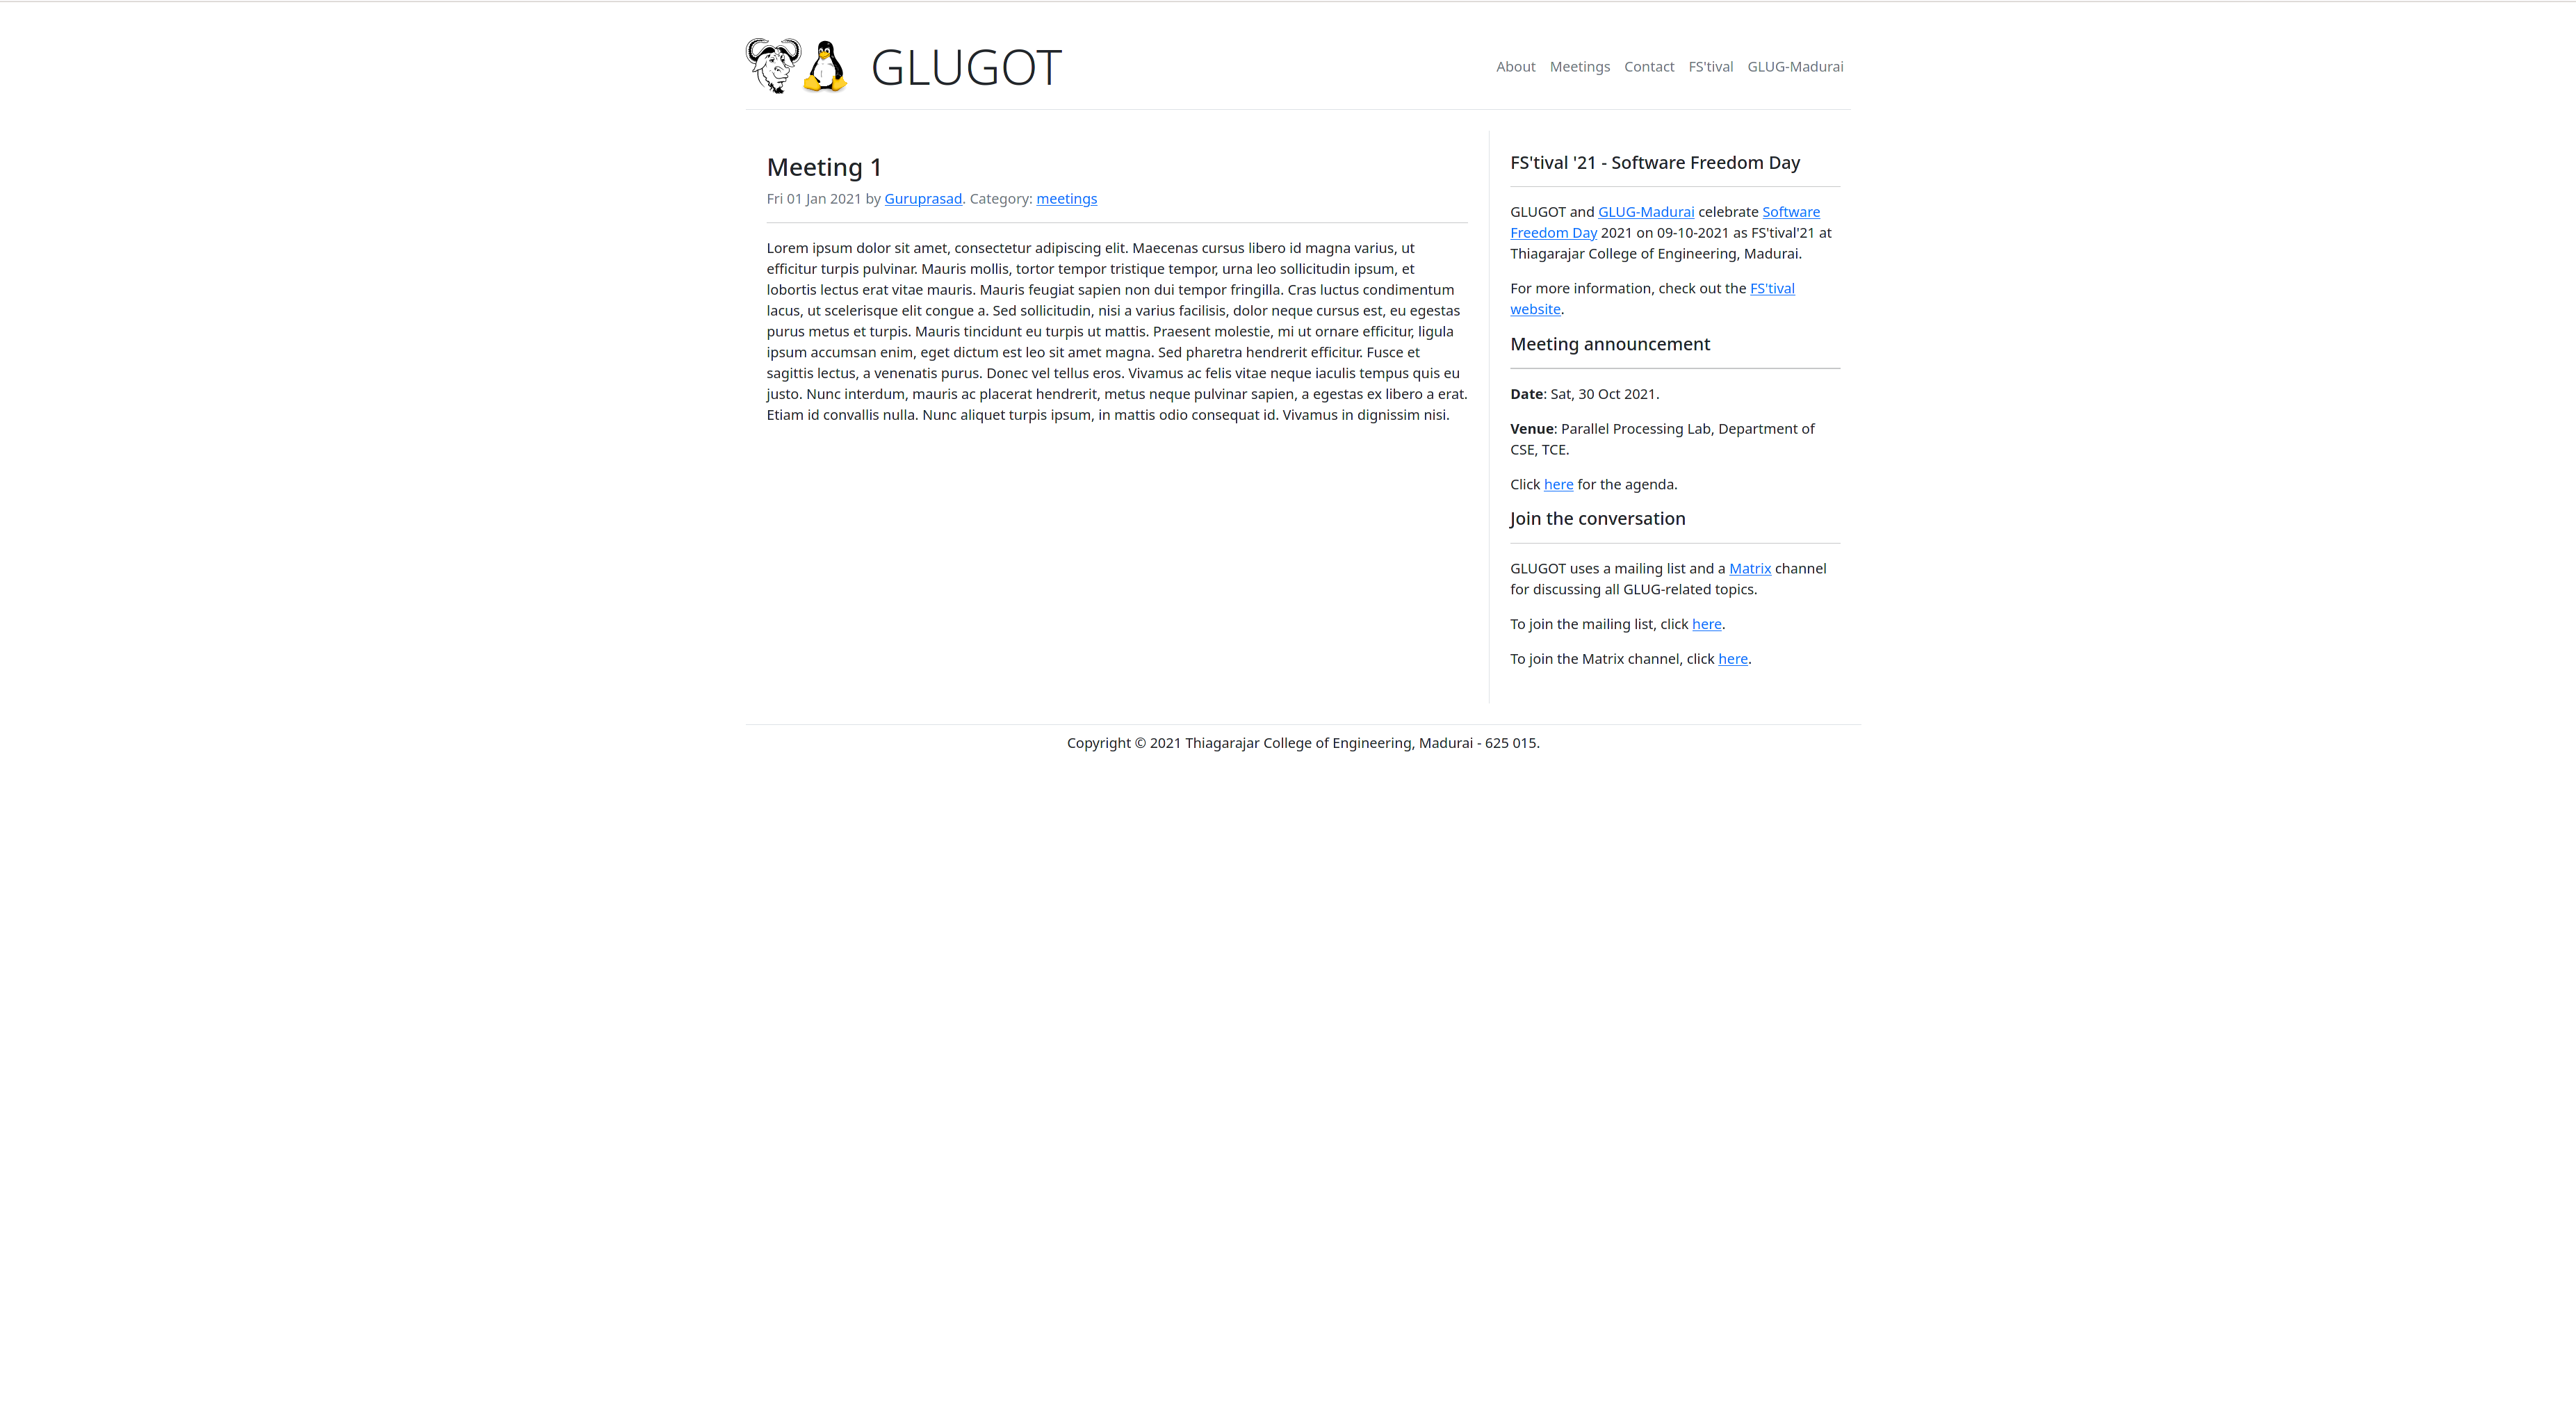 GLUGOT
About Meetings Contact FS'tival GLUG-Madurai
Meeting 1
Fri 01 Jan 2021 by Guruprasad. Category: meetings
Lorem ipsum dolor sit amet, consectetur adipiscing elit. Maecenas cursus libero id magna varius, ut
efficitur turpis pulvinar. Mauris mollis, tortor tempor tristique tempor, urna leo sollicitudin ipsum, et
lobortis lectus erat vitae mauris. Mauris feugiat sapien non dui tempor fringilla. Cras luctus condimentum
lacus, ut scelerisque elit congue a. Sed sollicitudin, nisi a varius facilisis, dolor neque cursus est, eu egestas
purus metus et turpis. Mauris tincidunt eu turpis ut mattis. Praesent molestie, mi ut ornare efficitur, ligula
ipsum accumsan enim, eget dictum est leo sit amet magna. Sed pharetra hendrerit efficitur. Fusce et
sagittis lectus, a venenatis purus. Donec vel tellus eros. Vivamus ac felis vitae neque iaculis tempus quis eu
justo. Nunc interdum, mauris ac placerat hendrerit, metus neque pulvinar sapien, a egestas ex libero a erat.
Etiam id convallis nulla. Nunc aliquet turpis ipsum, in mattis odio consequat id. Vivamus in dignissim nisi.
FS'tival '21 - Software Freedom Day
GLUGOT and GLUG-Madurai celebrate Software
Freedom Day 2021 on 09-10-2021 as FS'tival'21 at
Thiagarajar College of Engineering, Madurai.
For more information, check out the FS'tival
website.
Meeting announcement
Date: Sat, 30 Oct 2021.
Venue: Parallel Processing Lab, Department of
CSE, TCE.
Click here for the agenda.
Join the conversation
GLUGOT uses a mailing list and a Matrix channel
for discussing all GLUG-related topics.
To join the mailing list, click here.
To join the Matrix channel, click here.
Copyright © 2021 Thiagarajar College of Engineering, Madurai - 625 015.